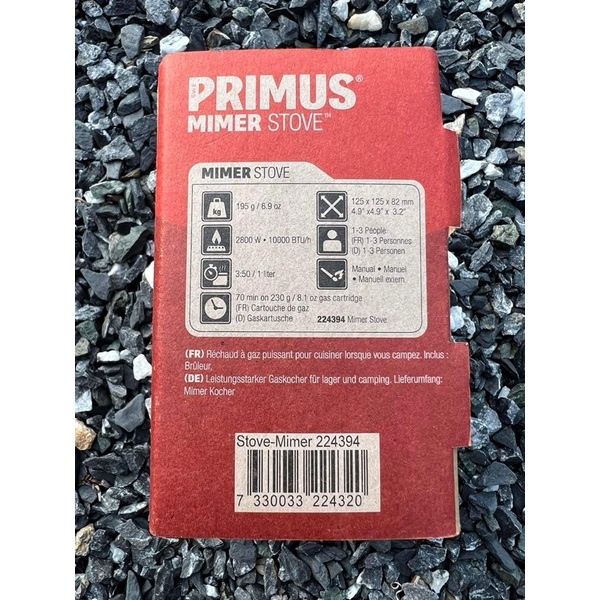 PRIMUS®
MIMER STOVE™
MIMER STOVE
kg
195 g / 6.9 oz
125 x 125 x 82 mm
4.9" x4.9" x 3.2"
2800 W • 10000 BTU/h
1-3 People
(FR) 1-3 Personnes
(D) 1-3 Personen
3:50 / 1 liter
Manual • Manuel
• Manuell extern
70 min on 230 g / 8.1 oz gas cartridge
(FR) Cartouche de gaz
(D) Gaskartusche
224394 Mimer Stove
(FR) Réchaud à gaz puissant pour cuisiner lorsque vous campez. Inclus :
Brûleur,
(DE) Leistungsstarker Gaskocher für lager und camping. Lieferumfang:
Mimer Kocher
Stove-Mimer 224394
7 330033 224320